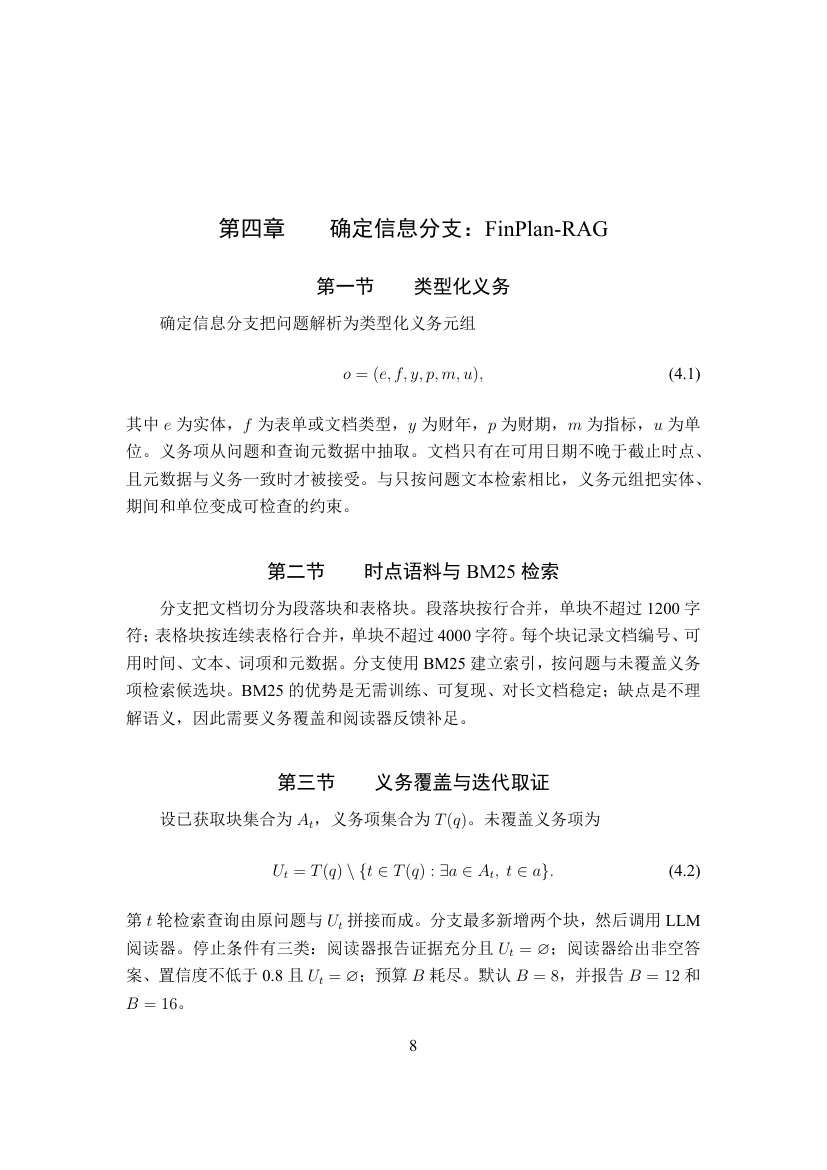 第四章　　确定信息分支：FinPlan-RAG
第一节　　类型化义务
确定信息分支把问题解析为类型化义务元组
o = (e, f, y, p, m, u), (4.1)
其中 e 为实体，f 为表单或文档类型，y 为财年，p 为财期，m 为指标，u 为单
位。义务项从问题和查询元数据中抽取。文档只有在可用日期不晚于截止时点、
且元数据与义务一致时才被接受。与只按问题文本检索相比，义务元组把实体、
期间和单位变成可检查的约束。
第二节　　时点语料与 BM25 检索
分支把文档切分为段落块和表格块。段落块按行合并，单块不超过 1200 字
符；表格块按连续表格行合并，单块不超过 4000 字符。每个块记录文档编号、可
用时间、文本、词项和元数据。分支使用 BM25 建立索引，按问题与未覆盖义务
项检索候选块。BM25 的优势是无需训练、可复现、对长文档稳定；缺点是不理
解语义，因此需要义务覆盖和阅读器反馈补足。
第三节　　义务覆盖与迭代取证
设已获取块集合为 Aₜ，义务项集合为 T(q)。未覆盖义务项为
Uₜ = T(q) \ {t ∈ T(q) : ∃a ∈ Aₜ, t ∈ a}. (4.2)
第 t 轮检索查询由原问题与 Uₜ 拼接而成。分支最多新增两个块，然后调用 LLM
阅读器。停止条件有三类：阅读器报告证据充分且 Uₜ = ∅；阅读器给出非空答
案、置信度不低于 0.8 且 Uₜ = ∅；预算 B 耗尽。默认 B = 8，并报告 B = 12 和
B = 16。
8